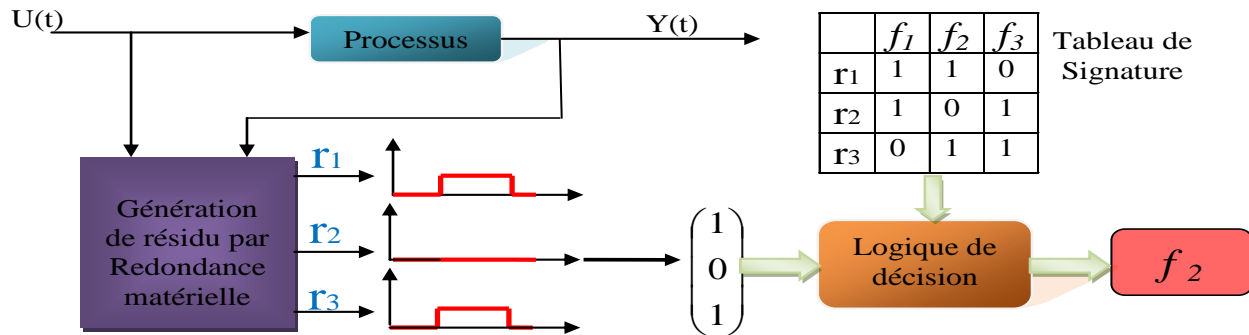 U(t)
Processus
Y(t)
f1 f2 f3
r1 1 1 0
r2 1 0 1
r3 0 1 1
Tableau de
Signature
Génération
de résidu par
Redondance
matérielle
r1
r2
r3
1
0
1
Logique de
décision
f 2